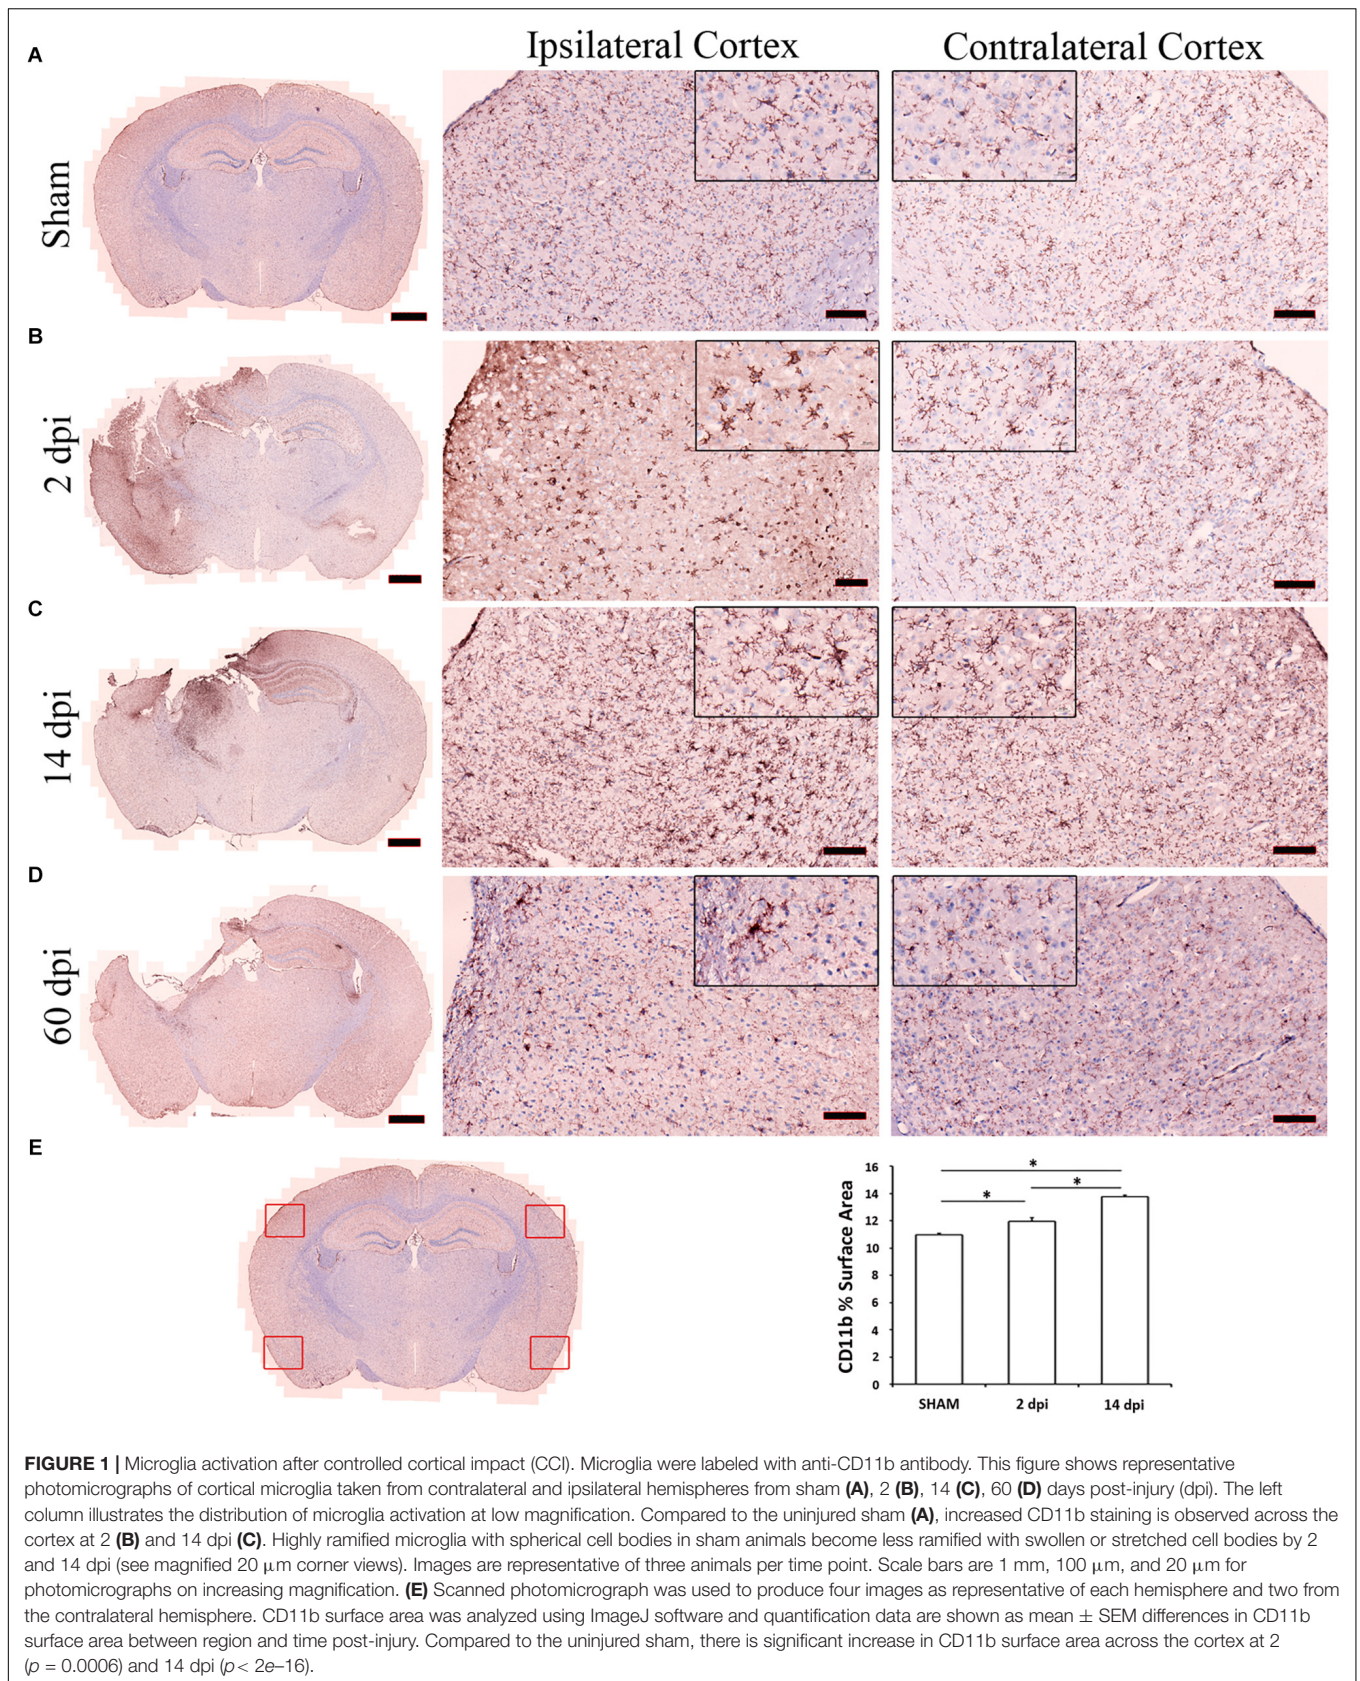 Ipsilateral Cortex
Contralateral Cortex
A
Sham
B
2 dpi
C
14 dpi
D
60 dpi
E
CD11b % Surface Area
16
14
12
10
8
6
4
2
0
*
*
*
SHAM
2 dpi
14 dpi
FIGURE 1 | Microglia activation after controlled cortical impact (CCI). Microglia were labeled with anti-CD11b antibody. This figure shows representative
photomicrographs of cortical microglia taken from contralateral and ipsilateral hemispheres from sham (A), 2 (B), 14 (C), 60 (D) days post-injury (dpi). The left
column illustrates the distribution of microglia activation at low magnification. Compared to the uninjured sham (A), increased CD11b staining is observed across the
cortex at 2 (B) and 14 dpi (C). Highly ramified microglia with spherical cell bodies in sham animals become less ramified with swollen or stretched cell bodies by 2
and 14 dpi (see magnified 20 μm corner views). Images are representative of three animals per time point. Scale bars are 1 mm, 100 μm, and 20 μm for
photomicrographs on increasing magnification. (E) Scanned photomicrograph was used to produce four images as representative of each hemisphere and two from
the contralateral hemisphere. CD11b surface area was analyzed using ImageJ software and quantification data are shown as mean ± SEM differences in CD11b
surface area between region and time post-injury. Compared to the uninjured sham, there is significant increase in CD11b surface area across the cortex at 2
(p = 0.0006) and 14 dpi (p< 2e–16).